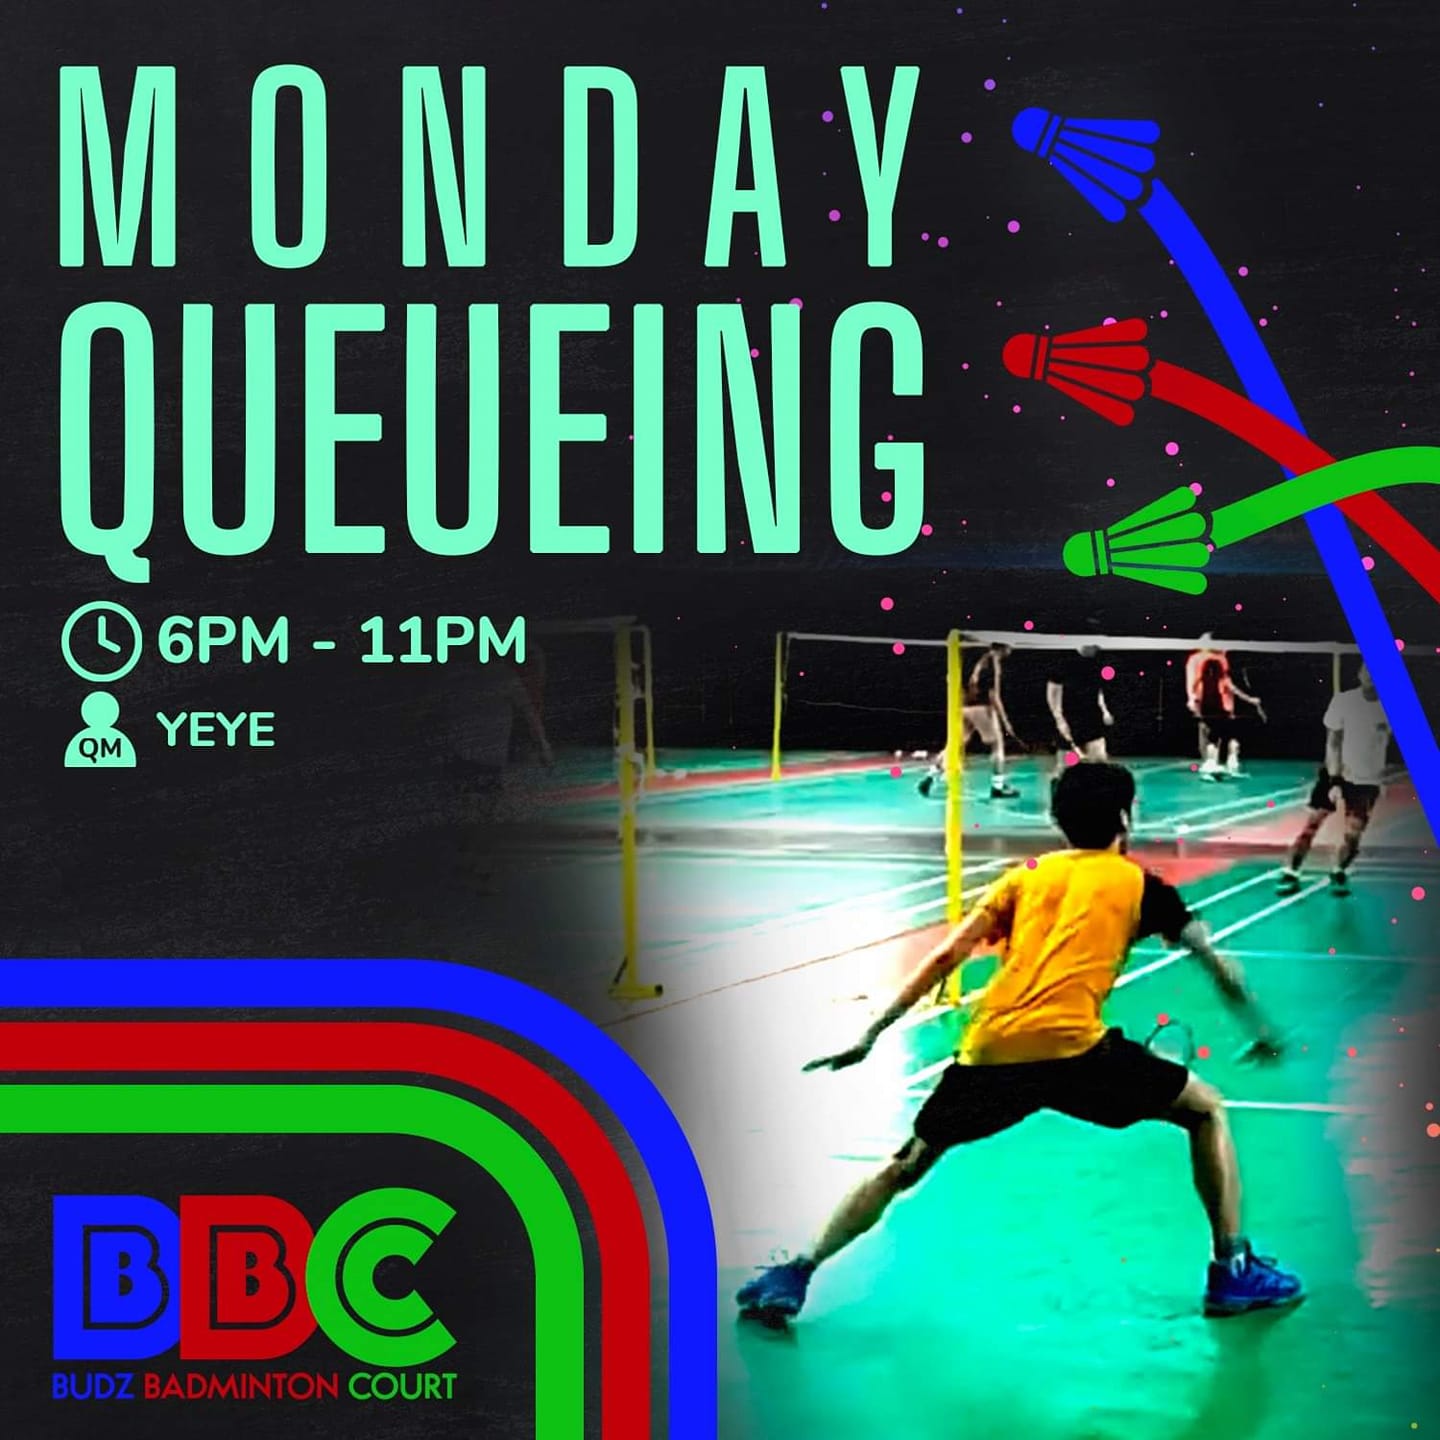 MONDAY
QUEUEING
6PM - 11PM
QM YEYE
BBC
BUDZ BADMINTON COURT